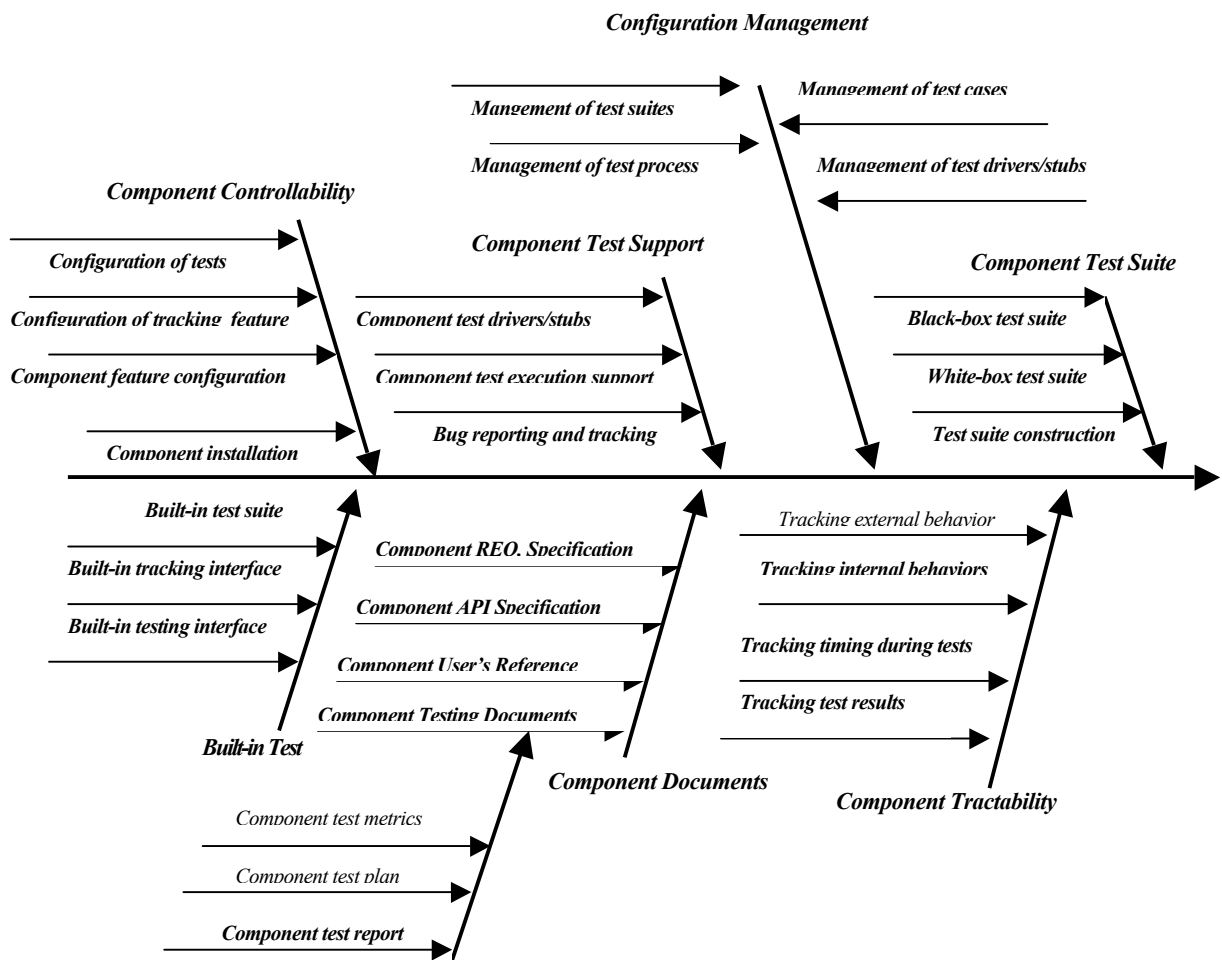 Configuration Management
Mangement of test suites
Management of test cases
Management of test process
Management of test drivers/stubs
Component Controllability
Component Test Support
Component Test Suite
Configuration of tests
Configuration of tracking feature
Component feature configuration
Component installation
Component test drivers/stubs
Component test execution support
Bug reporting and tracking
Black-box test suite
White-box test suite
Test suite construction
Built-in test suite
Built-in tracking interface
Built-in testing interface
Built-in Test
Component REQ. Specification
Component API Specification
Component User's Reference
Component Testing Documents
Component Documents
Tracking external behavior
Tracking internal behaviors
Tracking timing during tests
Tracking test results
Component Tractability
Component test metrics
Component test plan
Component test report